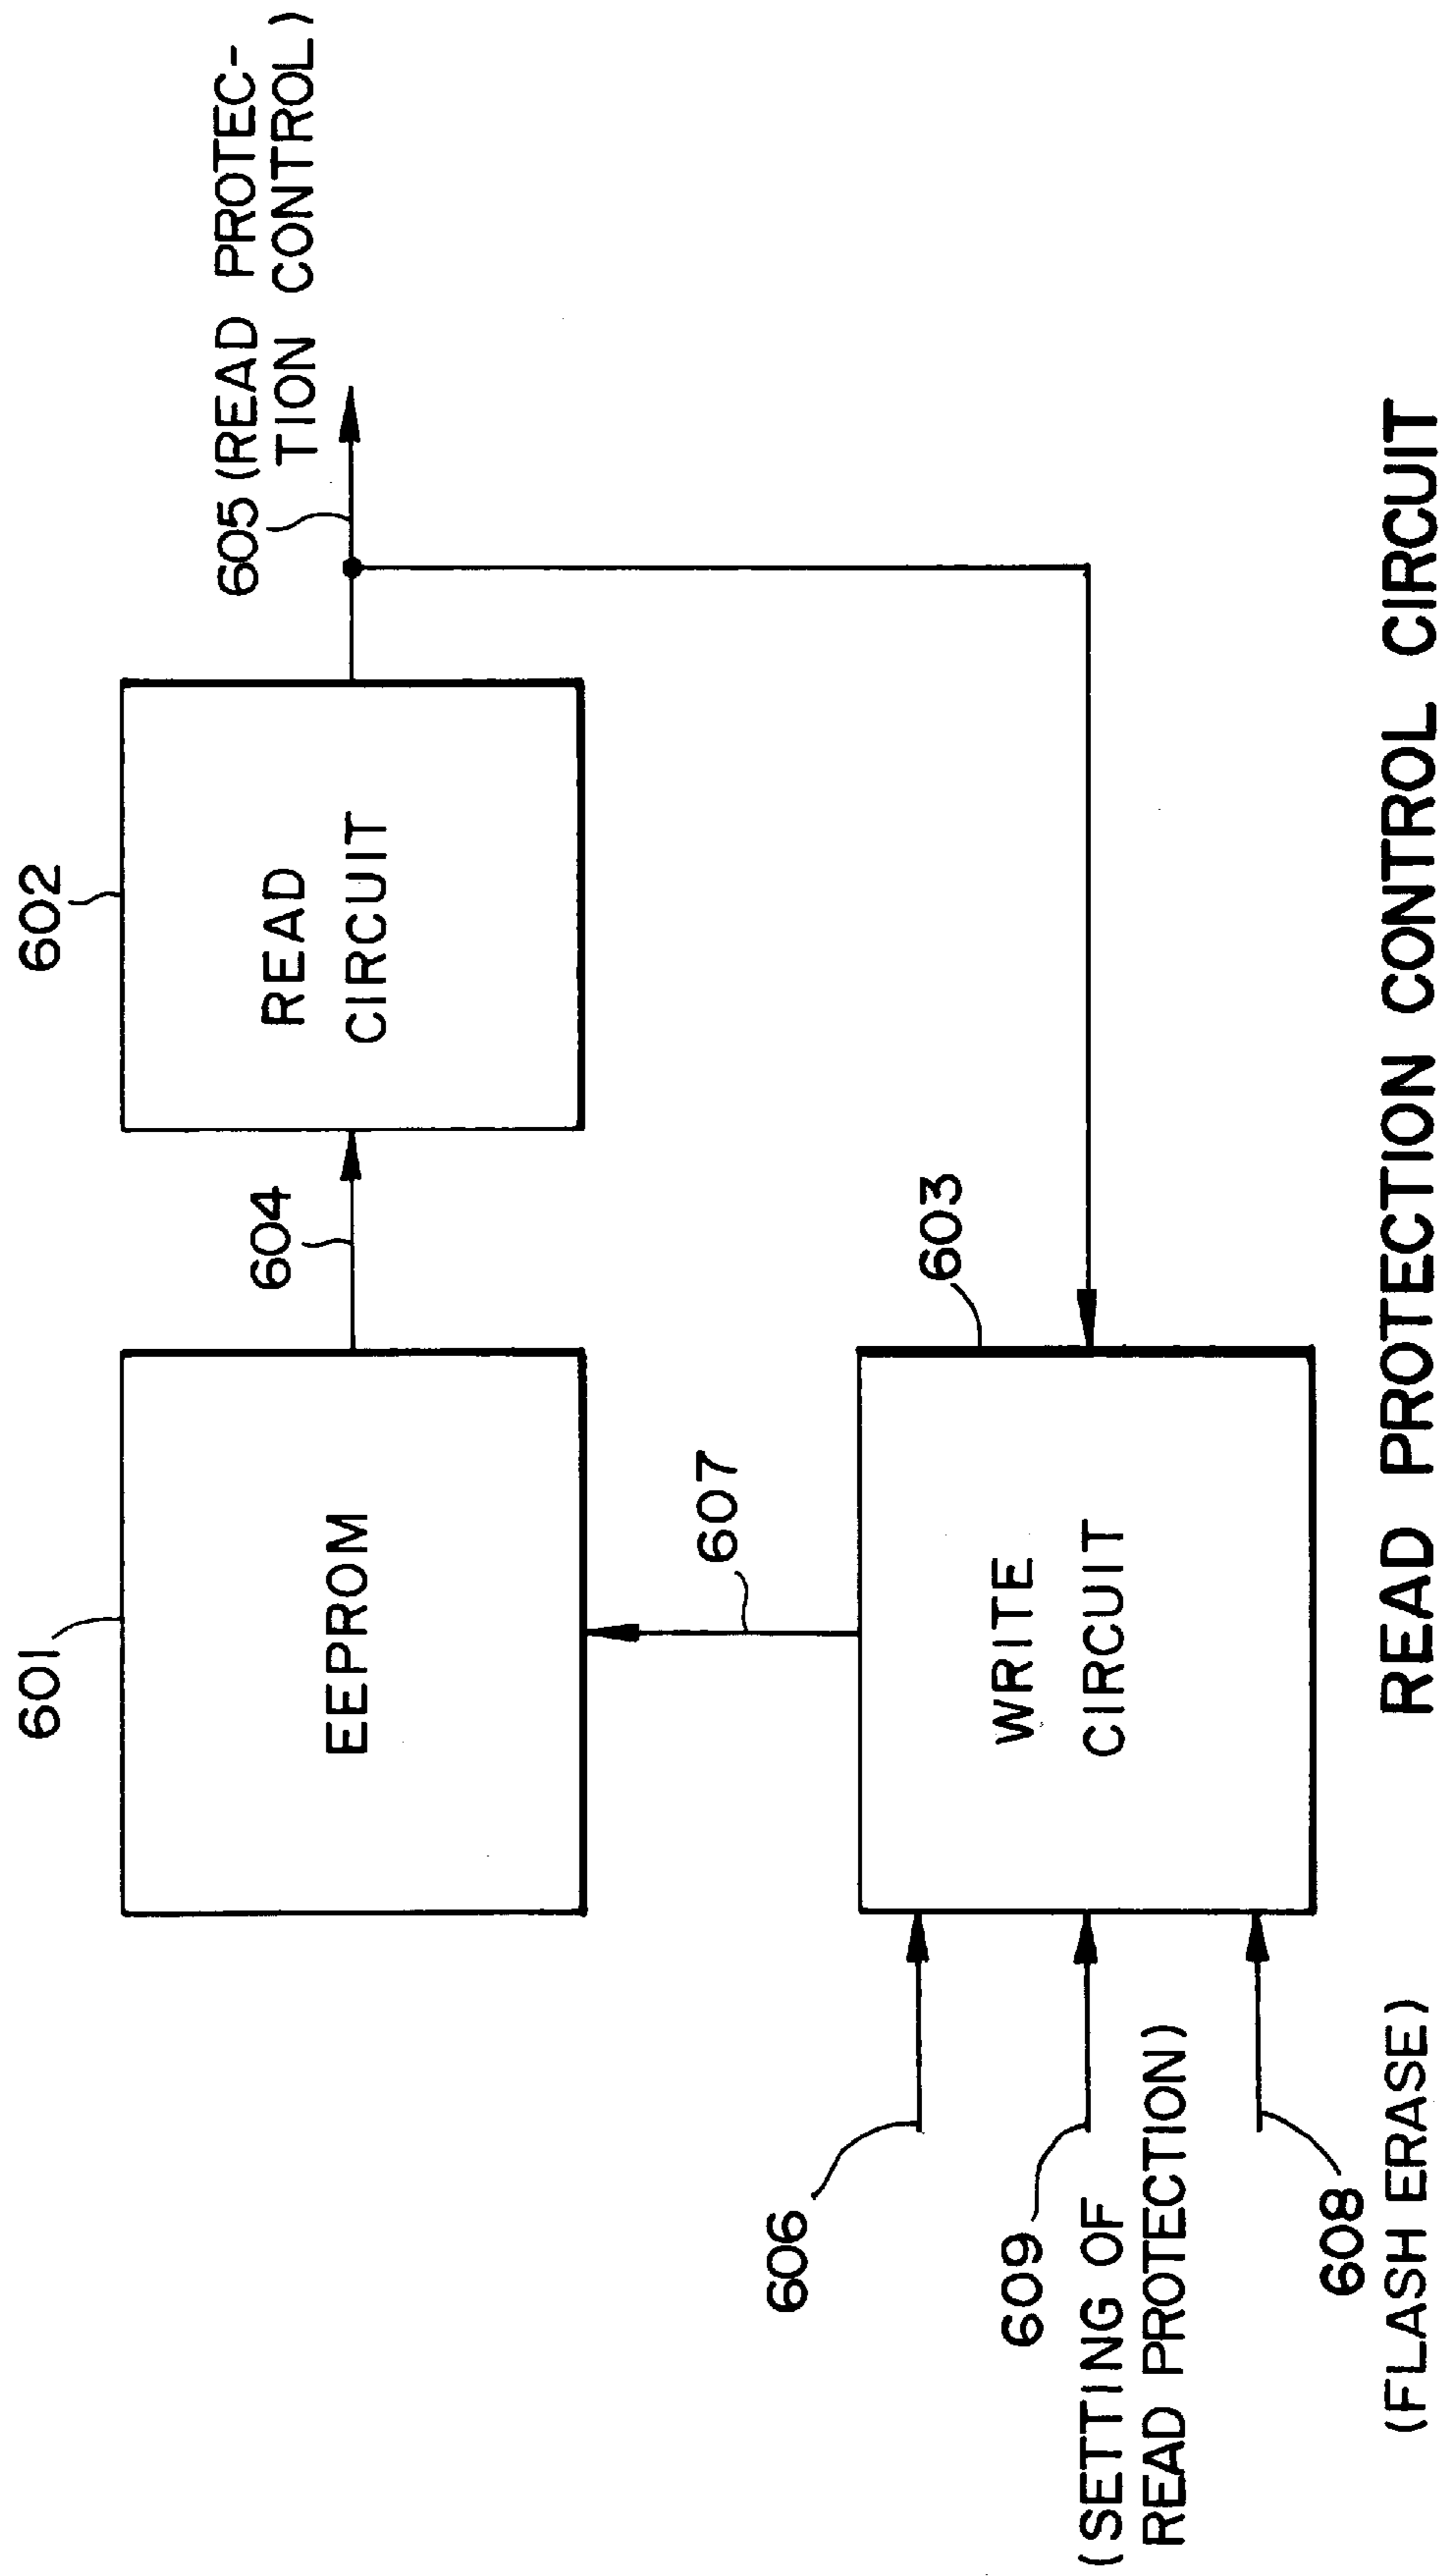 601
602
EEPROM
604
READ
CIRCUIT
605 (READ PROTEC-
TION CONTROL)
607
606
609
(SETTING OF
READ PROTECTION)
608
(FLASH ERASE)
WRITE
CIRCUIT
603
READ PROTECTION CONTROL CIRCUIT